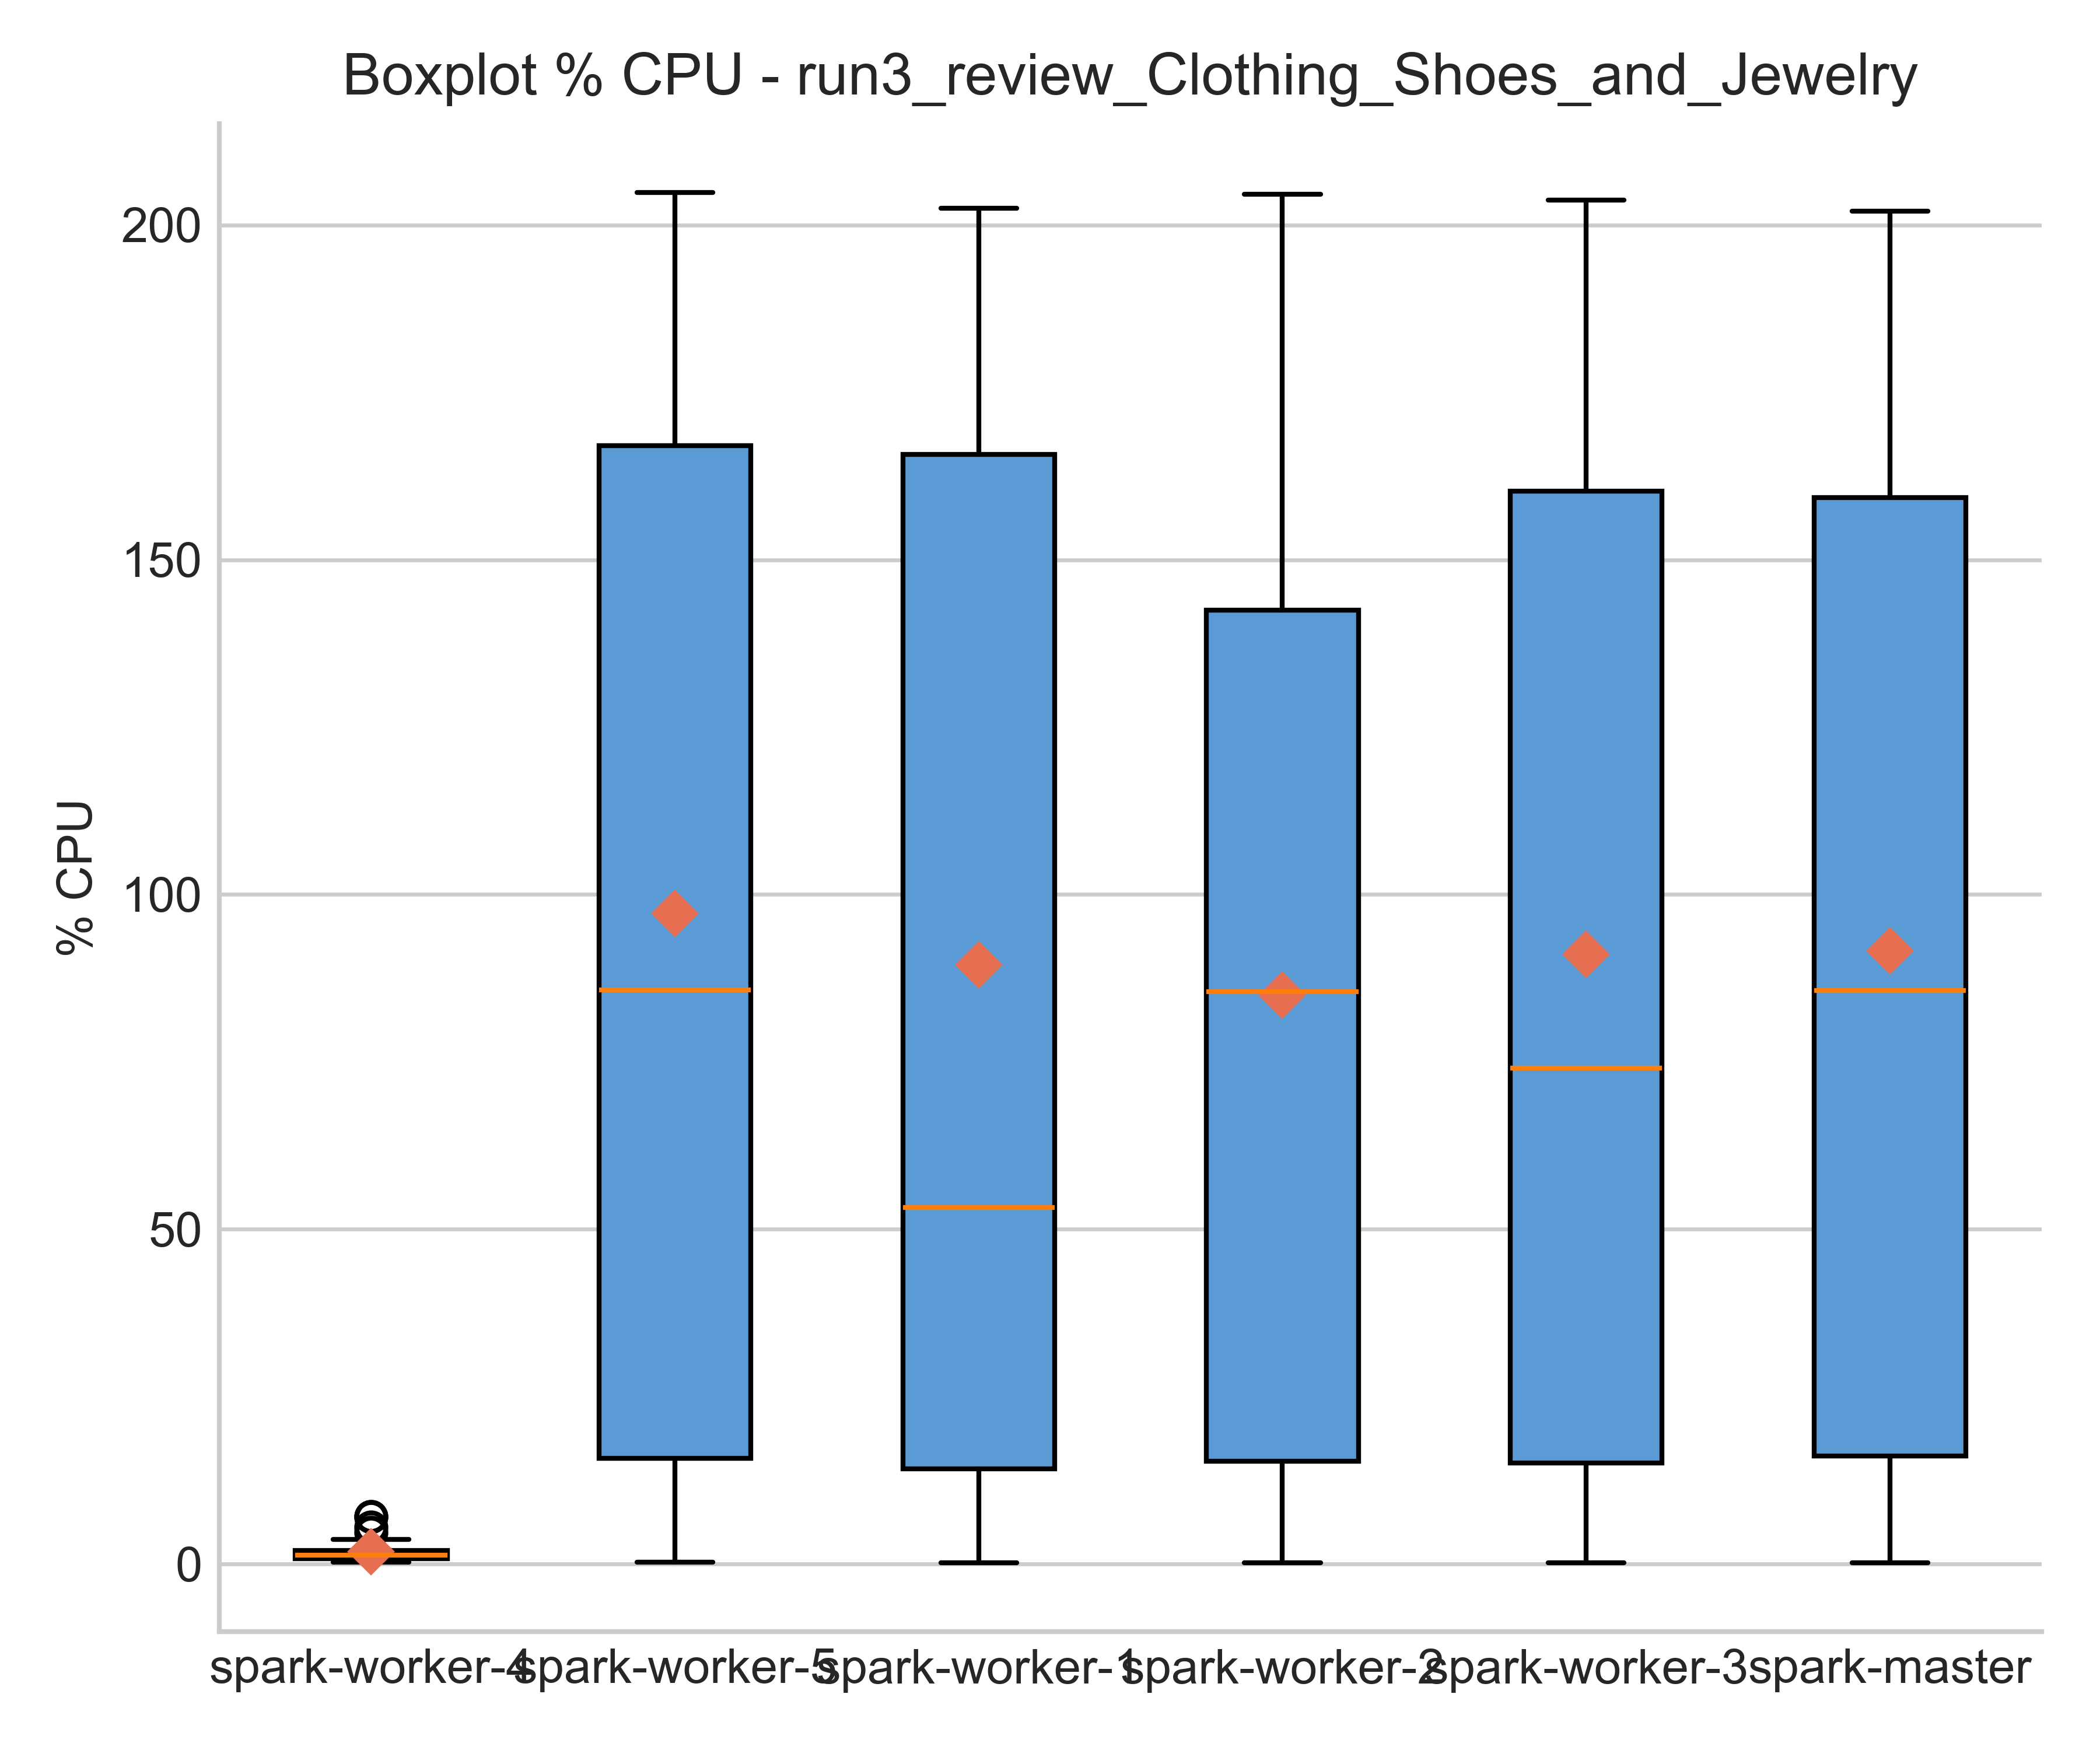 Boxplot % CPU - run3_review_Clothing_Shoes_and_Jewelry
% CPU
200
150
100
50
0
spark-worker-4 spark-worker-5 spark-worker-1 spark-worker-2 spark-worker-3 spark-master